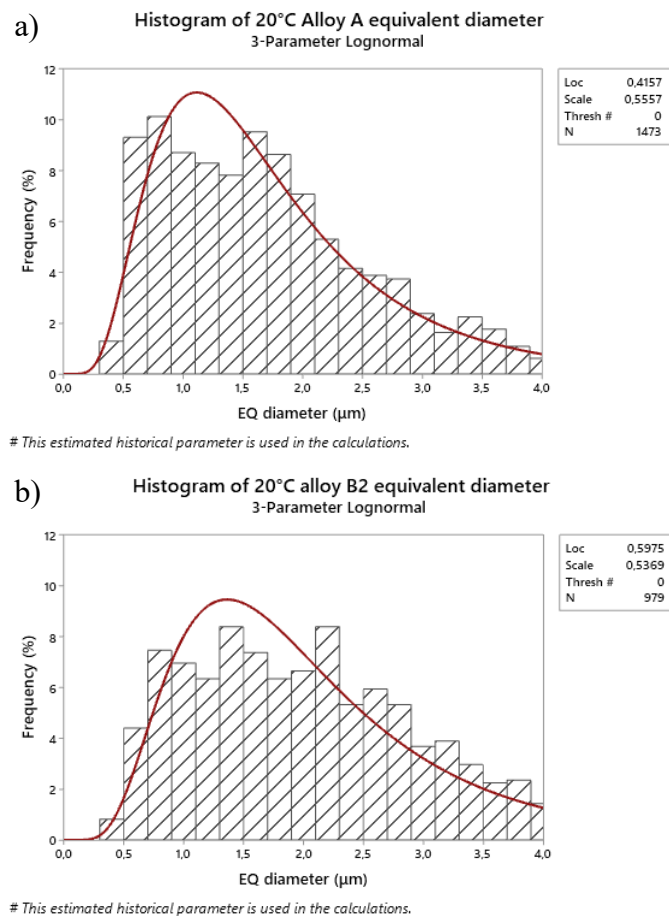 a)
Histogram of 20°C Alloy A equivalent diameter
3-Parameter Lognormal
Loc 0,4157
Scale 0,5557
Thresh # 0
N 1473
12
10
8
6
4
2
0
Frequency (%)
0,0 0,5 1,0 1,5 2,0 2,5 3,0 3,5 4,0
EQ diameter (µm)
# This estimated historical parameter is used in the calculations.
b)
Histogram of 20°C alloy B2 equivalent diameter
3-Parameter Lognormal
Loc 0,5975
Scale 0,5369
Thresh # 0
N 979
12
10
8
6
4
2
0
Frequency (%)
0,0 0,5 1,0 1,5 2,0 2,5 3,0 3,5 4,0
EQ diameter (µm)
# This estimated historical parameter is used in the calculations.